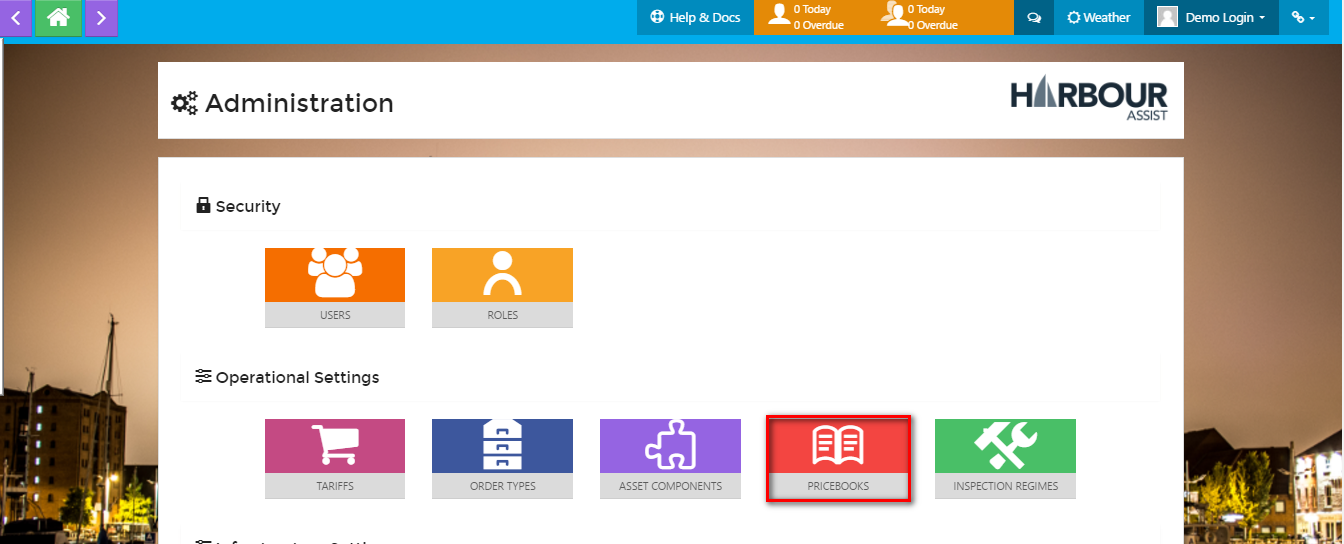 Help & Docs
0 Today
0 Overdue
0 Today
0 Overdue
Weather
Demo Login
Administration
HARBOUR
ASSIST
Security
USERS
ROLES
Operational Settings
TARIFFS
ORDER TYPES
ASSET COMPONENTS
PRICEBOOKS
INSPECTION REGIMES